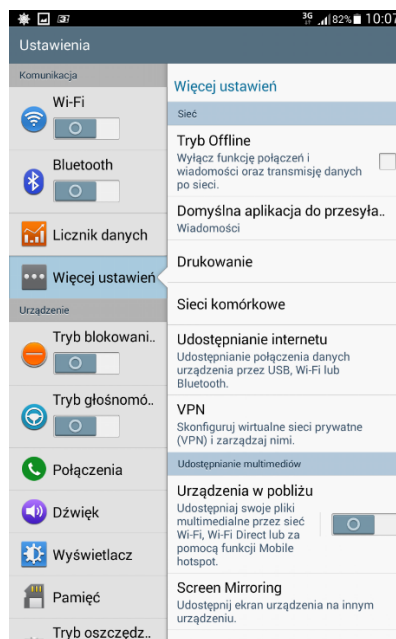 3G 82% 10:07
Ustawienia
Komunikacja
Wi-Fi
Bluetooth
Licznik danych
Więcej ustawień
Urządzenie
Tryb blokowani..
Tryb głośnomó..
Połączenia
Dźwięk
Wyświetlacz
Pamięć
Tryb oszczędz..
Więcej ustawień
Sieć
Tryb Offline
Wyłącz funkcję połączeń i
wiadomości oraz transmisję danych
po sieci.
Domyślna aplikacja do przesyła..
Wiadomości
Drukowanie
Sieci komórkowe
Udostępnianie internetu
Udostępnianie połączenia danych
urządzenia przez USB, Wi-Fi lub
Bluetooth.
VPN
Skonfiguruj wirtualne sieci prywatne
(VPN) i zarządzaj nimi.
Udostępnianie multimediów
Urządzenia w pobliżu
Udostępniaj swoje pliki
multimedialne przez sieć
Wi-Fi, Wi-Fi Direct lub za
pomocą funkcji Mobile
hotspot.
Screen Mirroring
Udostępnij ekran urządzenia na innym
urządzeniu.